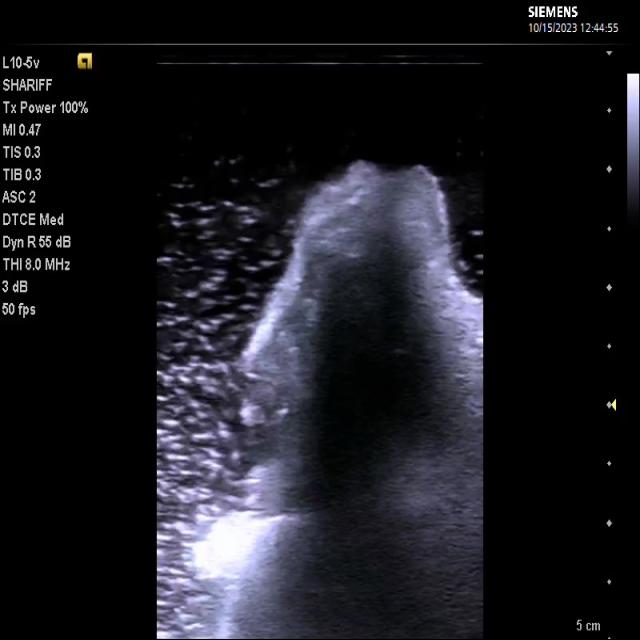 SIEMENS
10/15/2023 12:44:55
L10-5v
SHARIFF
Tx Power 100%
MI 0.47
TIS 0.3
TIB 0.3
ASC 2
DTCE Med
Dyn R 55 dB
THI 8.0 MHz
3 dB
50 fps
5 cm